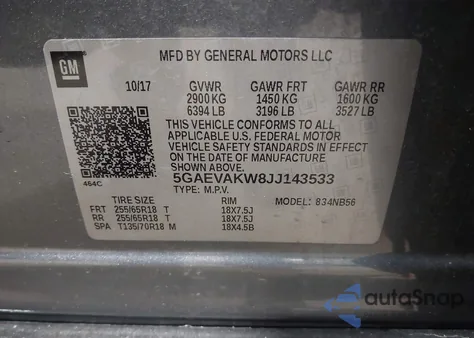 GM
MFD BY GENERAL MOTORS LLC
10/17 GVWR GAWR FRT GAWR RR
2900 KG 1450 KG 1600 KG
6394 LB 3196 LB 3527 LB
THIS VEHICLE CONFORMS TO ALL
APPLICABLE U.S. FEDERAL MOTOR
VEHICLE SAFETY STANDARDS IN EFFECT
ON THE DATE OF MANUFACTURE SHOWN ABOVE.
464C 5GAEVAKW8JJ143533
TYPE: M.P.V. MODEL: 834NB56
TIRE SIZE RIM
FRT 255/65R18 T 18X7.5J
RR 255/65R18 T 18X7.5J
SPA T135/70R18 M 18X4.5B
autoSnap